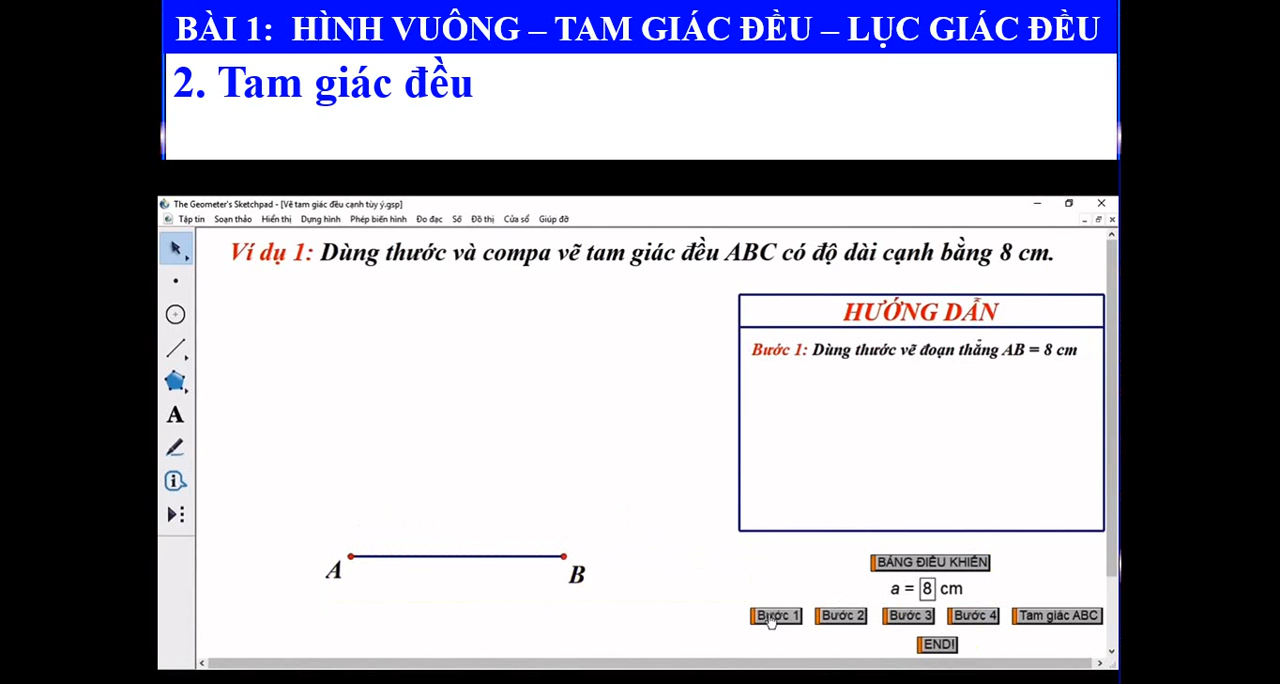 BÀI 1: HÌNH VUÔNG – TAM GIÁC ĐỀU – LỤC GIÁC ĐỀU
2. Tam giác đều
The Geometer's Sketchpad - [Vẽ tam giác đều cạnh tùy ý.gsp]
Tập tin Soạn thảo Hiển thị Dựng hình Phép biến hình Đo đạc Số Đồ thị Cửa sổ Giúp đỡ
Ví dụ 1: Dùng thước và compa vẽ tam giác đều ABC có độ dài cạnh bằng 8 cm.
HƯỚNG DẪN
Bước 1: Dùng thước vẽ đoạn thẳng AB = 8 cm
A
B
BẢNG ĐIỀU KHIỂN
a = 8 cm
Bước 1 Bước 2 Bước 3 Bước 4 Tam giác ABC
END!